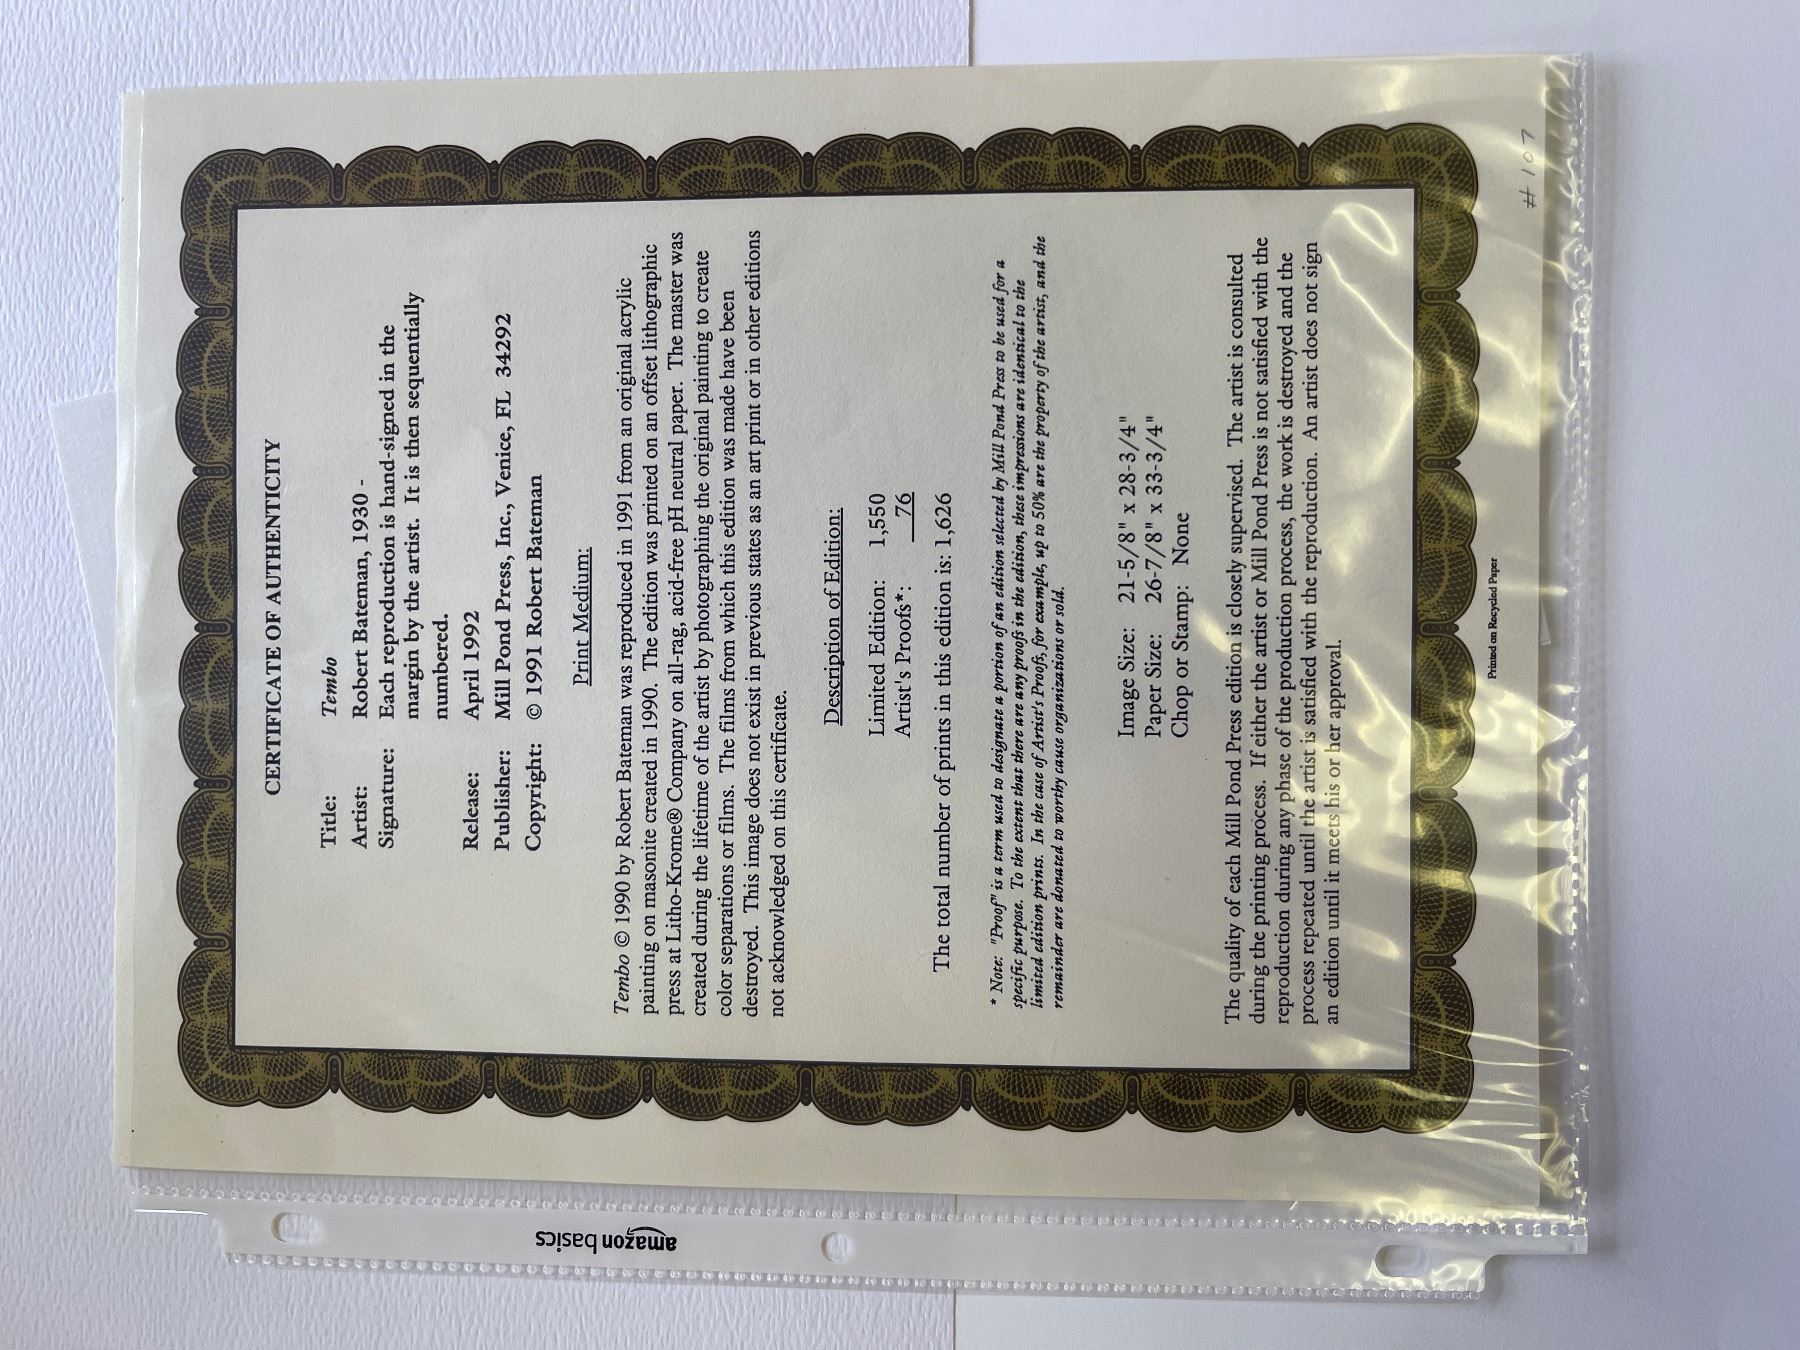 CERTIFICATE OF AUTHENTICITY
Title: Tembo
Artist: Robert Bateman, 1930 -
Signature: Each reproduction is hand-signed in the
margin by the artist. It is then sequentially
numbered.
Release: April 1992
Publisher: Mill Pond Press, Inc., Venice, FL 34292
Copyright: © 1991 Robert Bateman
Print Medium:
Tembo © 1990 by Robert Bateman was reproduced in 1991 from an original acrylic
painting on masonite created in 1990. The edition was printed on an offset lithographic
press at Litho-Krome® Company on all-rag, acid-free pH neutral paper. The master was
created during the lifetime of the artist by photographing the original painting to create
color separations or films. The films from which this edition was made have been
destroyed. This image does not exist in previous states as an art print or in other editions
not acknowledged on this certificate.
Description of Edition:
Limited Edition: 1,550
Artist's Proofs*: 76
The total number of prints in this edition is: 1,626
* Note: "Proof" is a term used to designate a portion of an edition selected by Mill Pond Press to be used for a
specific purpose. To the extent that there are any proofs in the edition, these impressions are identical to the
limited edition prints. In the case of Artist's Proofs, for example, up to 50% are the property of the artist, and the
remainder are donated to worthy cause organizations or sold.
Image Size: 21-5/8" x 28-3/4"
Paper Size: 26-7/8" x 33-3/4"
Chop or Stamp: None
The quality of each Mill Pond Press edition is closely supervised. The artist is consulted
during the printing process. If either the artist or Mill Pond Press is not satisfied with the
reproduction during any phase of the production process, the work is destroyed and the
process repeated until the artist is satisfied with the reproduction. An artist does not sign
an edition until it meets his or her approval.
Printed on Recycled Paper
# 107
amazon basics